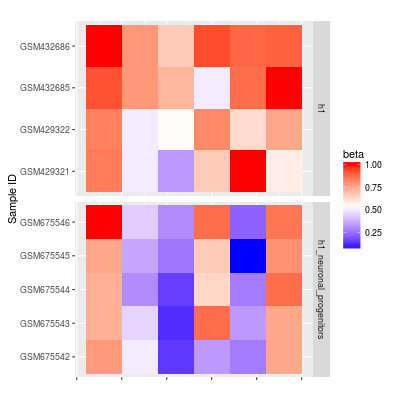 Sample ID
GSM432686
GSM432685
GSM429322
GSM429321
h1
GSM675546
GSM675545
GSM675544
GSM675543
GSM675542
h1_neuronal_progenitors
beta
1.00
0.75
0.50
0.25